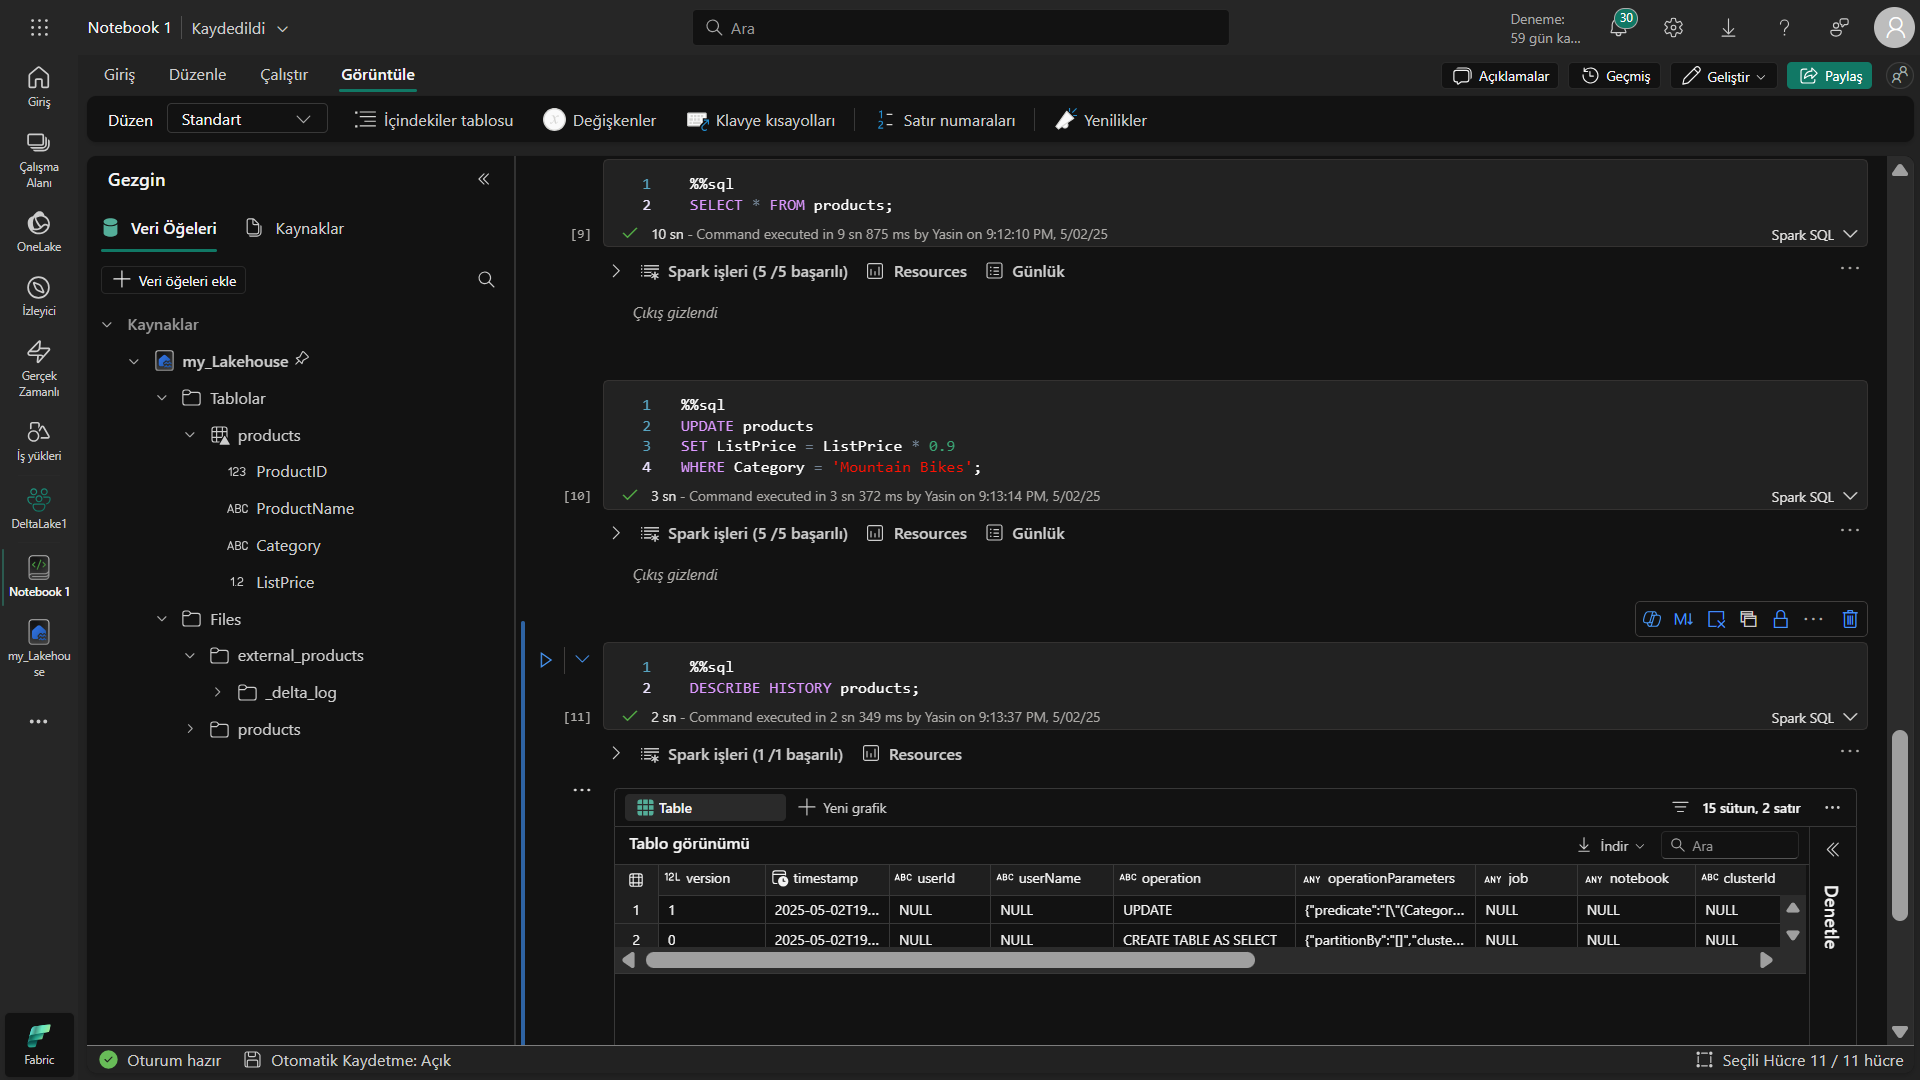 Notebook 1
Kaydedildi
Ara
Deneme:
59 gün ka...
30
Giriş
Düzenle
Çalıştır
Görüntüle
Açıklamalar
Geçmiş
Geliştir
Paylaş
Düzen
Standart
İçindekiler tablosu
Değişkenler
Klavye kısayolları
Satır numaraları
Yenilikler
Giriş
Çalışma
Alanı
OneLake
İzleyici
Gerçek
Zamanlı
İş yükleri
DeltaLake1
Notebook 1
my_Lakehou
se
Fabric
Gezgin
Veri Öğeleri
Kaynaklar
Veri öğeleri ekle
Kaynaklar
my_Lakehouse
Tablolar
products
123 ProductID
ABC ProductName
ABC Category
1.2 ListPrice
Files
external_products
_delta_log
products
1 %%sql
2 SELECT * FROM products;
[9] 10 sn - Command executed in 9 sn 875 ms by Yasin on 9:12:10 PM, 5/02/25
Spark SQL
Spark işleri (5 /5 başarılı) Resources Günlük
Çıkış gizlendi
1 %%sql
2 UPDATE products
3 SET ListPrice = ListPrice * 0.9
4 WHERE Category = 'Mountain Bikes';
[10] 3 sn - Command executed in 3 sn 372 ms by Yasin on 9:13:14 PM, 5/02/25
Spark SQL
Spark işleri (5 /5 başarılı) Resources Günlük
Çıkış gizlendi
M↓
1 %%sql
2 DESCRIBE HISTORY products;
[11] 2 sn - Command executed in 2 sn 349 ms by Yasin on 9:13:37 PM, 5/02/25
Spark SQL
Spark işleri (1 /1 başarılı) Resources
Table
Yeni grafik
15 sütun, 2 satır
Tablo görünümü
İndir
Ara
12L version timestamp ABC userId ABC userName ABC operation ANY operationParameters ANY job ANY notebook ABC clusterId
1 1 2025-05-02T19... NULL NULL UPDATE {"predicate":"[\"(Categor... NULL NULL NULL
2 0 2025-05-02T19... NULL NULL CREATE TABLE AS SELECT {"partitionBy":"[]","cluste... NULL NULL NULL
Denetle
Oturum hazır
Otomatik Kaydetme: Açık
Seçili Hücre 11 / 11 hücre